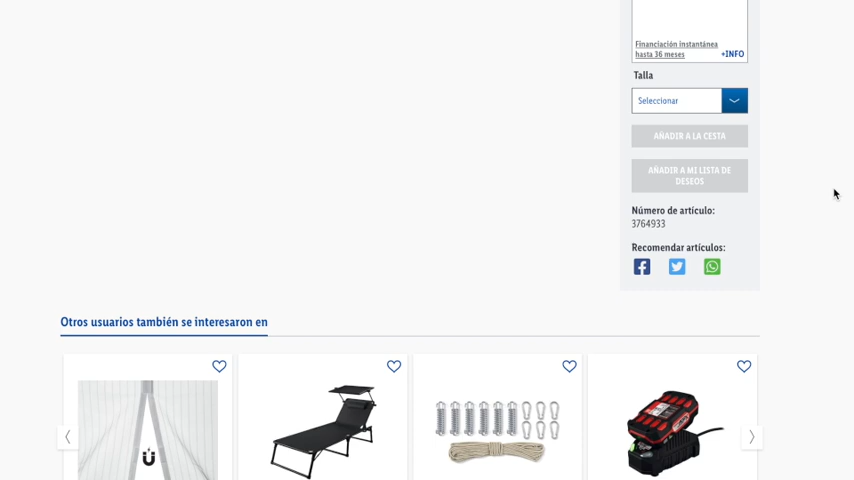 Financiación instantánea
hasta 36 meses
+INFO
Talla
Seleccionar
AÑADIR A LA CESTA
AÑADIR A MI LISTA DE
DESEOS
Número de artículo:
3764933
Recomendar artículos:
Otros usuarios también se interesaron en